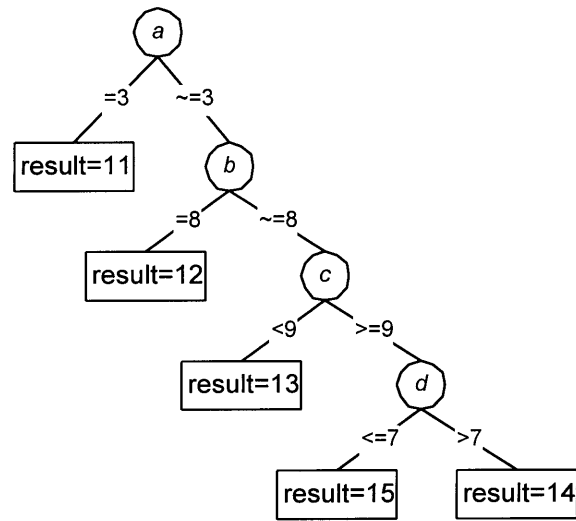 a
=3 ~=3
result=11
b
=8 ~=8
result=12
c
<9 >=9
result=13
d
<=7 >7
result=15 result=14